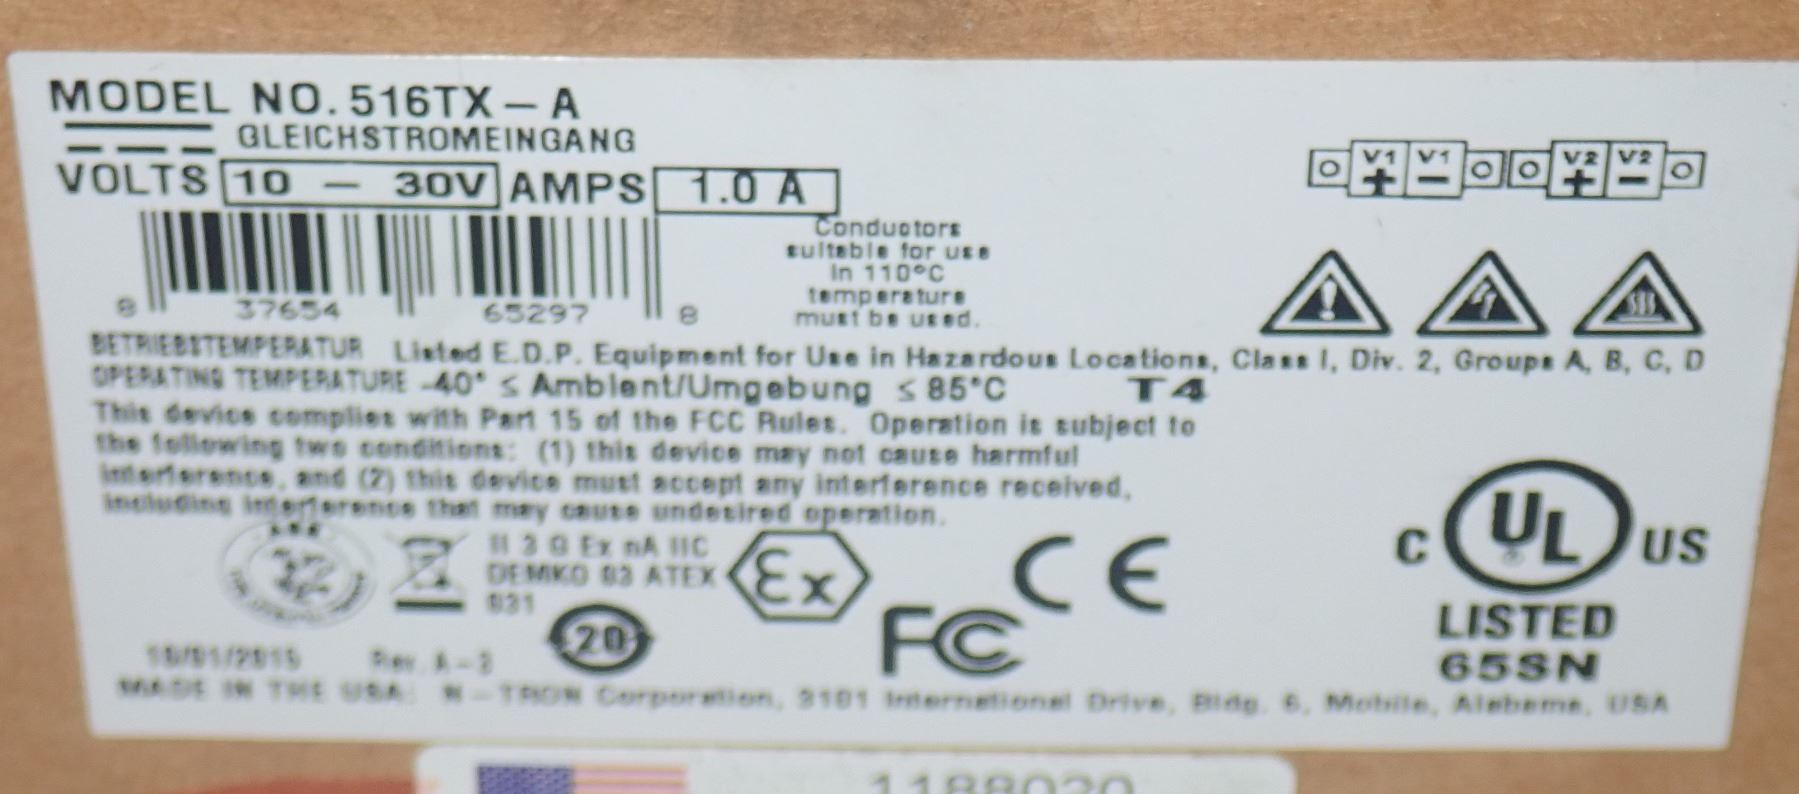 MODEL NO. 516TX – A
GLEICHSTROMEINGANG
VOLTS 10 – 30V AMPS 1.0 A
V1 V1 V2 V2
+ – + –
8 37654 65297 8
Conductors
suitable for use
in 110°C
temperature
must be used.
BETRIEBSTEMPERATUR Listed E.D.P. Equipment for Use in Hazardous Locations, Class I, Div. 2, Groups A, B, C, D
OPERATING TEMPERATURE -40° ≤ Ambient/Umgebung ≤ 85°C T4
This device complies with Part 15 of the FCC Rules. Operation is subject to
the following two conditions: (1) this device may not cause harmful
interference, and (2) this device must accept any interference received,
including interference that may cause undesired operation.
II 3 G Ex nA IIC
DEMKO 03 ATEX
Ex
CE
FC
20
C UL US
LISTED
65SN
Rev. A-3
MADE IN THE USA: N-TRON Corporation, 3101 International Drive, Bldg. 6, Mobile, Alabama, USA
1188020